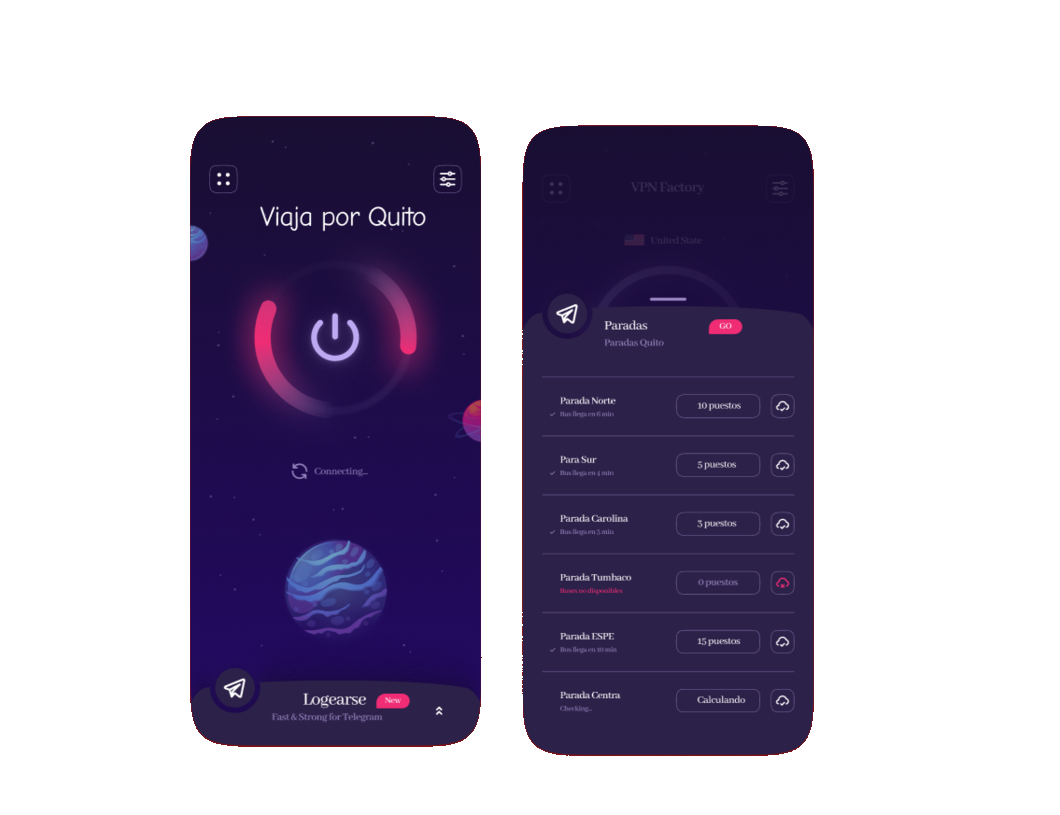 Viaja por Quito
Connecting...
Logearse
New
Fast & Strong for Telegram
VPN Factory
United State
Paradas
GO
Paradas Quito
Parada Norte
10 puestos
Bus llega en 6 min
Para Sur
5 puestos
Bus llega en 4 min
Parada Carolina
3 puestos
Bus llega en 3 min
Parada Tumbaco
0 puestos
Buses no disponibles
Parada ESPE
15 puestos
Bus llega en 10 min
Parada Centra
Calculando
Checking...